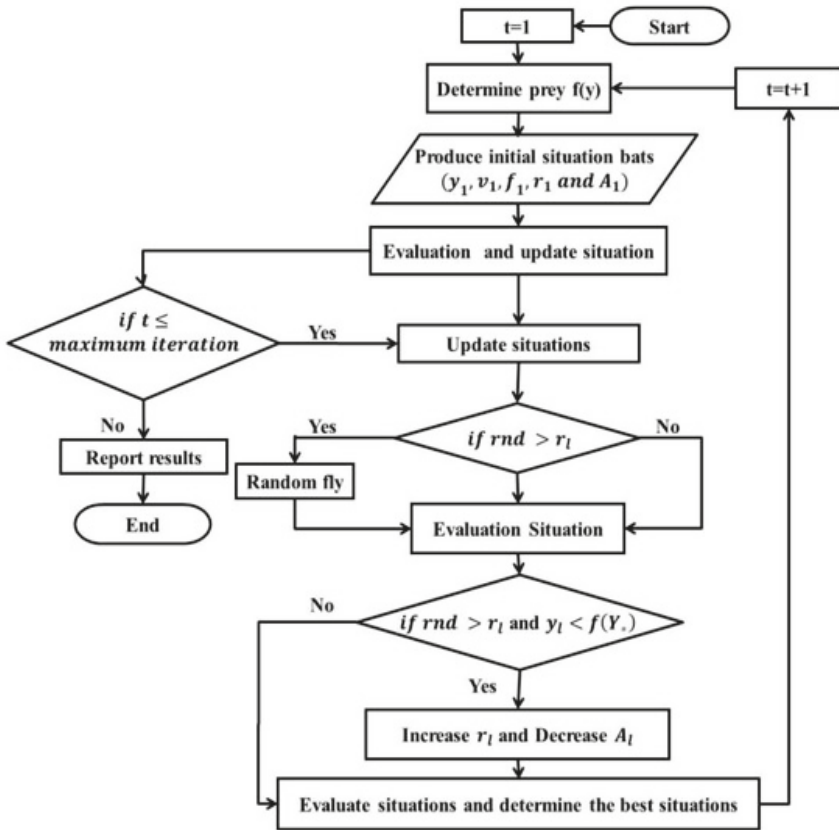 Start
t=1
t=t+1
Determine prey f(y)
Produce initial situation bats
(y₁, v₁, f₁, r₁ and A₁)
Evaluation and update situation
if t ≤
maximum iteration
Yes
Update situations
No
Report results
End
if rnd > rₗ
Yes
No
Random fly
Evaluation Situation
if rnd > rₗ and yₗ < f(Y₊)
No
Yes
Increase rₗ and Decrease Aₗ
Evaluate situations and determine the best situations